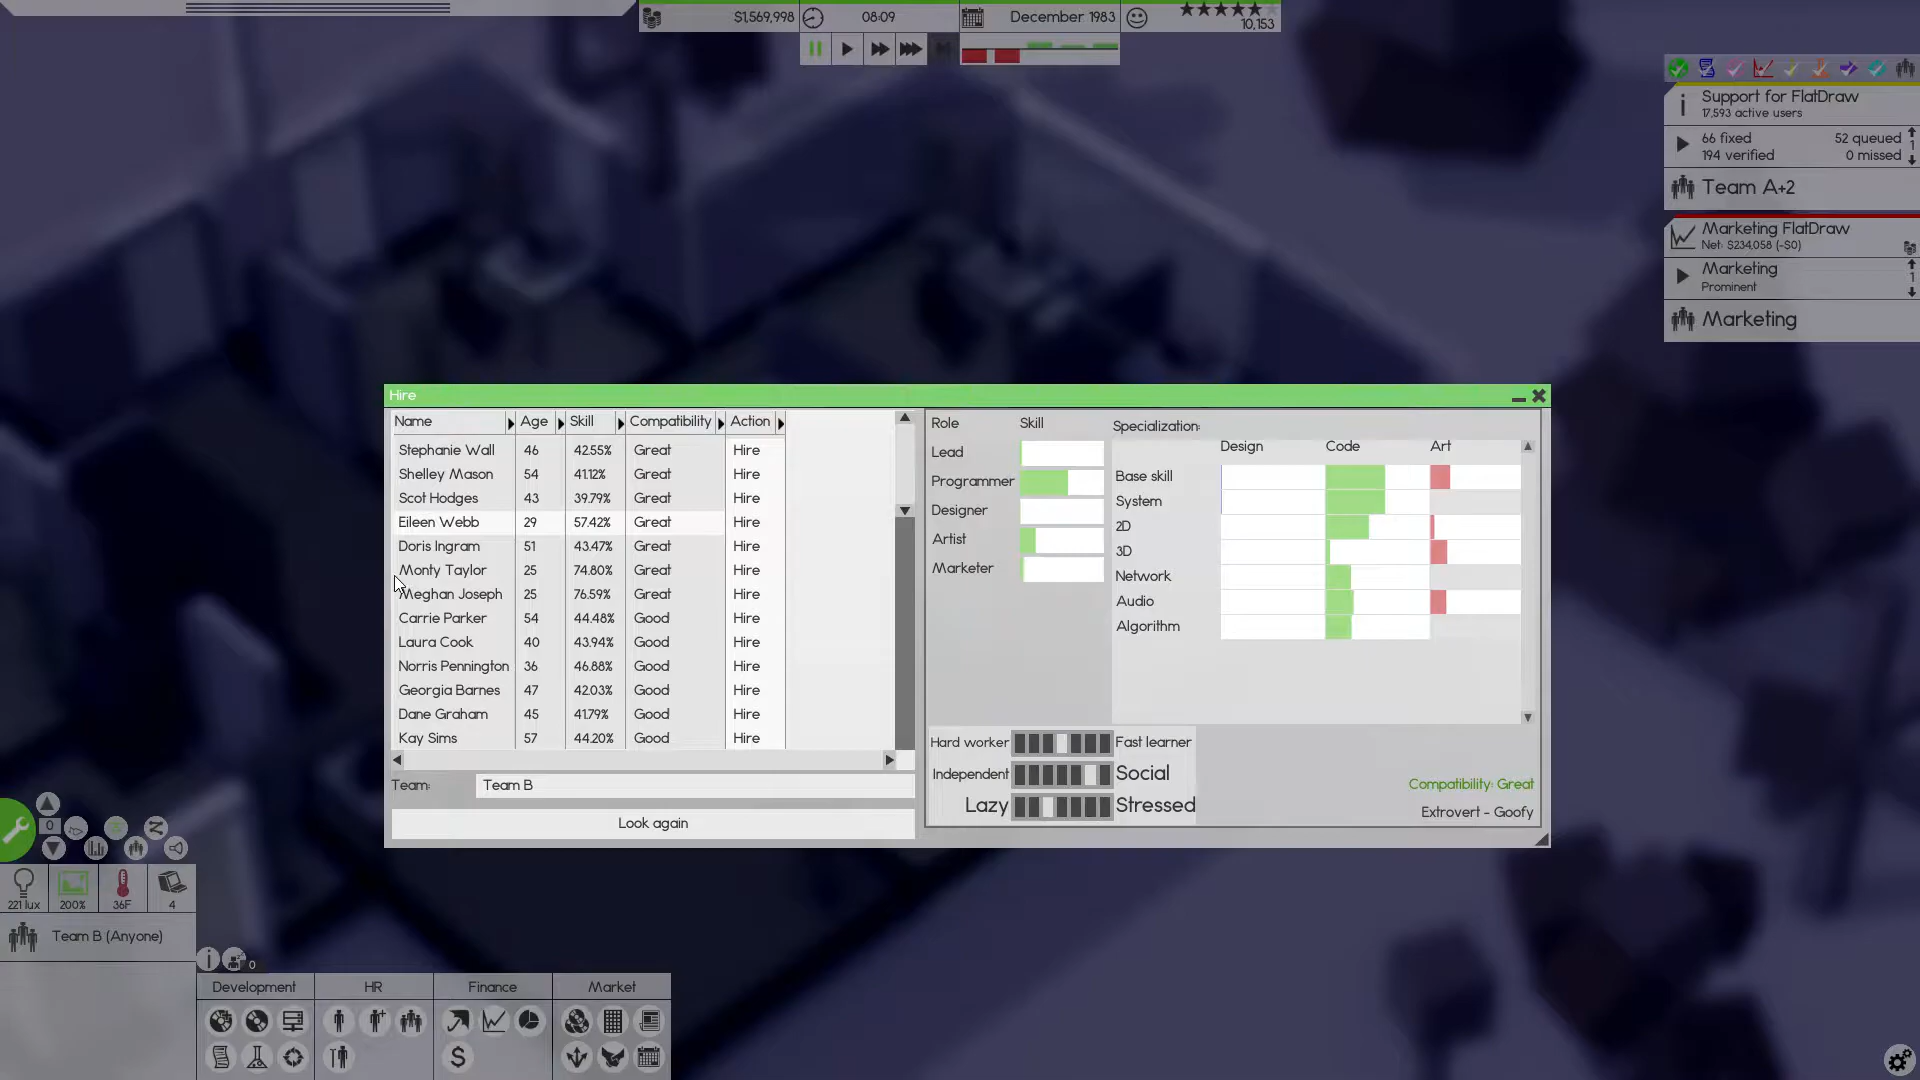 $1,569,998
08:09
December 1983
10,153
Support for FlatDraw
17,593 active users
66 fixed 52 queued
1
194 verified 0 missed
Team A+2
Marketing FlatDraw
Net: $234,058 (-$0)
Marketing
1
Prominent
Marketing
Hire
Name Age Skill Compatibility Action
Stephanie Wall 46 42.55% Great Hire
Shelley Mason 54 41.12% Great Hire
Scot Hodges 43 39.79% Great Hire
Eileen Webb 29 57.42% Great Hire
Doris Ingram 51 43.47% Great Hire
Monty Taylor 25 74.80% Great Hire
Meghan Joseph 25 76.59% Great Hire
Carrie Parker 54 44.48% Good Hire
Laura Cook 40 43.94% Good Hire
Norris Pennington 36 46.88% Good Hire
Georgia Barnes 47 42.03% Good Hire
Dane Graham 45 41.79% Good Hire
Kay Sims 57 44.20% Good Hire
Team: Team B
Look again
Role Skill
Lead
Programmer
Designer
Artist
Marketer
Specialization:
Design Code Art
Base skill
System
2D
3D
Network
Audio
Algorithm
Hard worker Fast learner
Independent Social
Lazy Stressed
Compatibility: Great
Extrovert - Goofy
0
221 lux 200% 36F 4
Team B (Anyone)
0
Development HR Finance Market